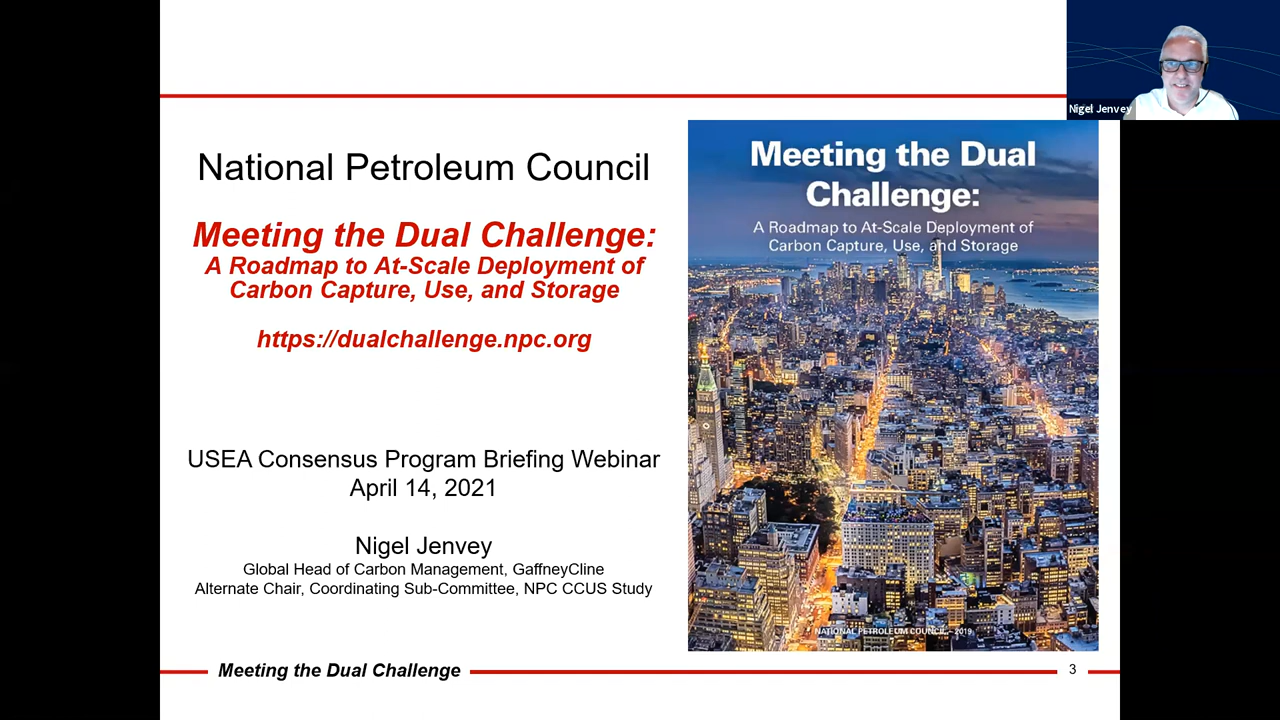 Nigel Jenvey
National Petroleum Council
Meeting the Dual Challenge:
A Roadmap to At-Scale Deployment of
Carbon Capture, Use, and Storage
https://dualchallenge.npc.org
USEA Consensus Program Briefing Webinar
April 14, 2021
Nigel Jenvey
Global Head of Carbon Management, GaffneyCline
Alternate Chair, Coordinating Sub-Committee, NPC CCUS Study
Meeting the Dual
Challenge:
A Roadmap to At-Scale Deployment of
Carbon Capture, Use, and Storage
NATIONAL PETROLEUM COUNCIL – 2019
Meeting the Dual Challenge
3